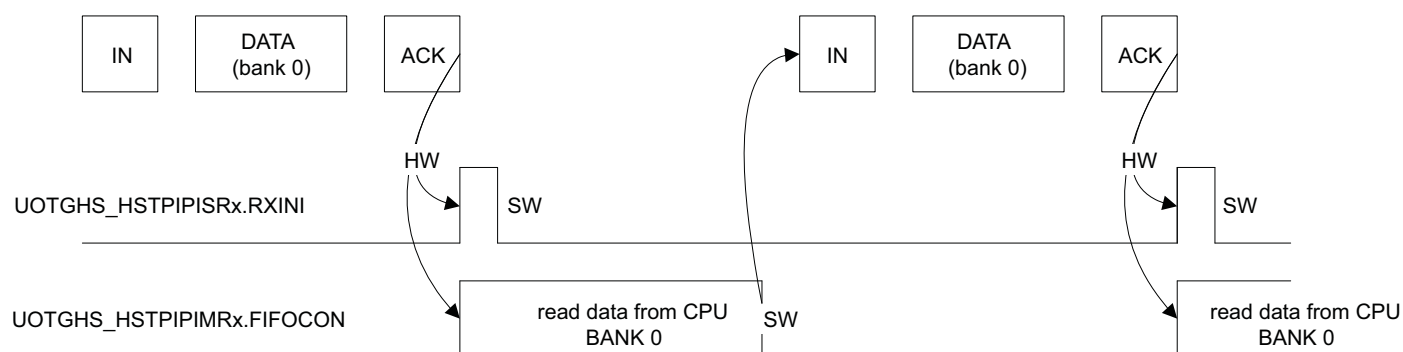 IN
DATA
(bank 0)
ACK
IN
DATA
(bank 0)
ACK
HW
HW
UOTGHS_HSTPIPISRx.RXINI
SW
SW
UOTGHS_HSTPIPIMRx.FIFOCON
read data from CPU
BANK 0
SW
read data from CPU
BANK 0